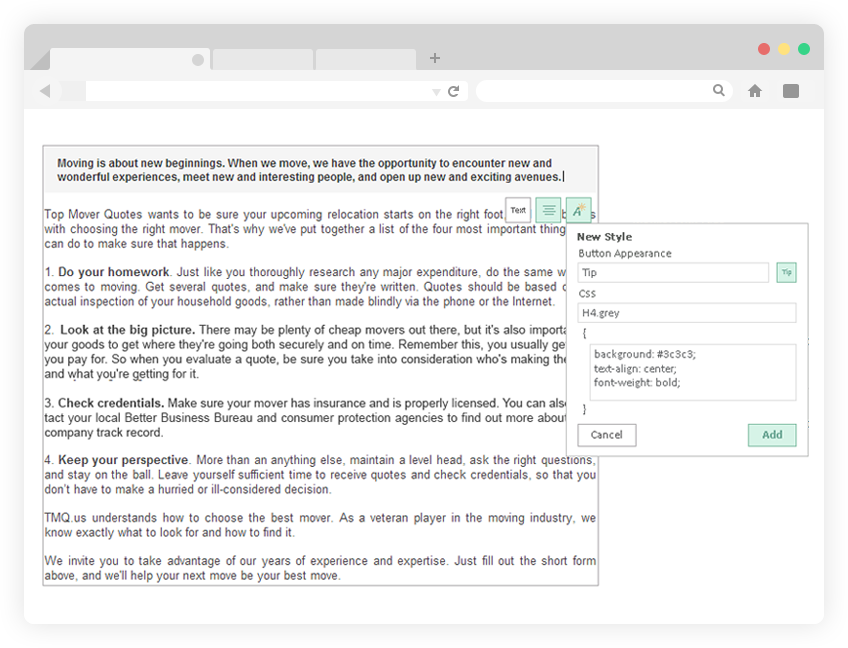 Moving is about new beginnings. When we move, we have the opportunity to encounter new and
wonderful experiences, meet new and interesting people, and open up new and exciting avenues.
Text
Top Mover Quotes wants to be sure your upcoming relocation starts on the right foot,
with choosing the right mover. That's why we've put together a list of the four most important thing
can do to make sure that happens.
1. Do your homework. Just like you thoroughly research any major expenditure, do the same w
comes to moving. Get several quotes, and make sure they're written. Quotes should be based
actual inspection of your household goods, rather than made blindly via the phone or the Internet.
2. Look at the big picture. There may be plenty of cheap movers out there, but it's also importa
your goods to get where they're going both securely and on time. Remember this, you usually ge
you pay for. So when you evaluate a quote, be sure you take into consideration who's making the
and what you're getting for it.
3. Check credentials. Make sure your mover has insurance and is properly licensed. You can als
tact your local Better Business Bureau and consumer protection agencies to find out more about
company track record.
4. Keep your perspective. More than an anything else, maintain a level head, ask the right questions,
and stay on the ball. Leave yourself sufficient time to receive quotes and check credentials, so that you
don't have to make a hurried or ill-considered decision.
TMQ.us understands how to choose the best mover. As a veteran player in the moving industry, we
know exactly what to look for and how to find it.
We invite you to take advantage of our years of experience and expertise. Just fill out the short form
above, and we'll help your next move be your best move.
New Style
Button Appearance
Tip
Tip
Css
H4.grey
{
background: #3c3c3;
text-align: center;
font-weight: bold;
}
Cancel
Add